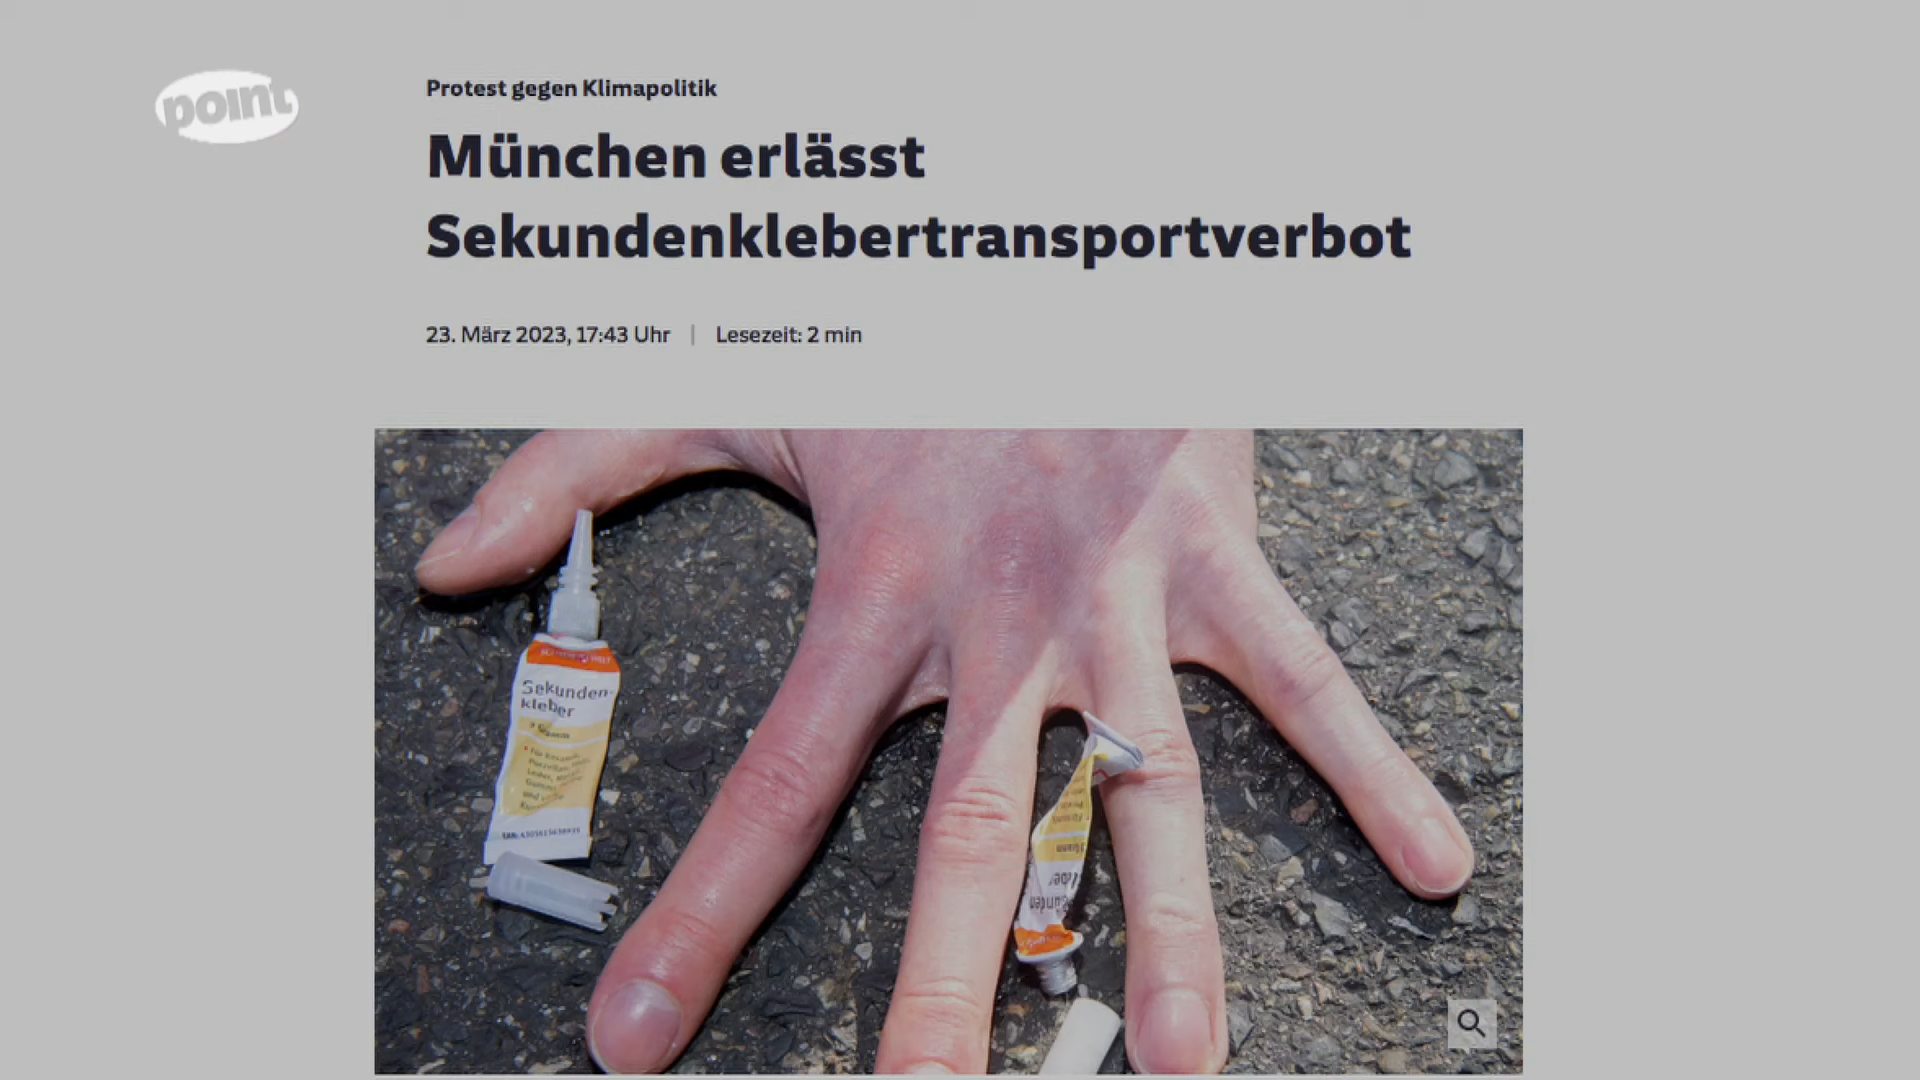 point
Protest gegen Klimapolitik
München erlässt
Sekundenklebertransportverbot
23. März 2023, 17:43 Uhr | Lesezeit: 2 min
Sekunden-
kleber